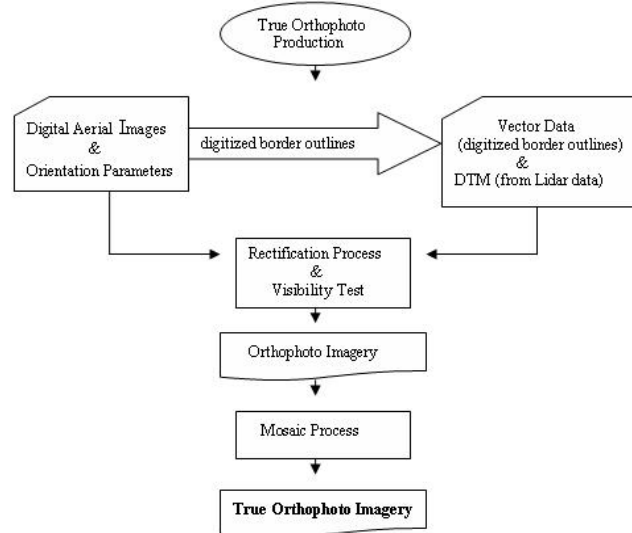 True Orthophoto
Production
Digital Aerial Images
&
Orientation Parameters
digitized border outlines
Vector Data
(digitized border outlines)
&
DTM (from Lidar data)
Rectification Process
&
Visibility Test
Orthophoto Imagery
Mosaic Process
True Orthophoto Imagery